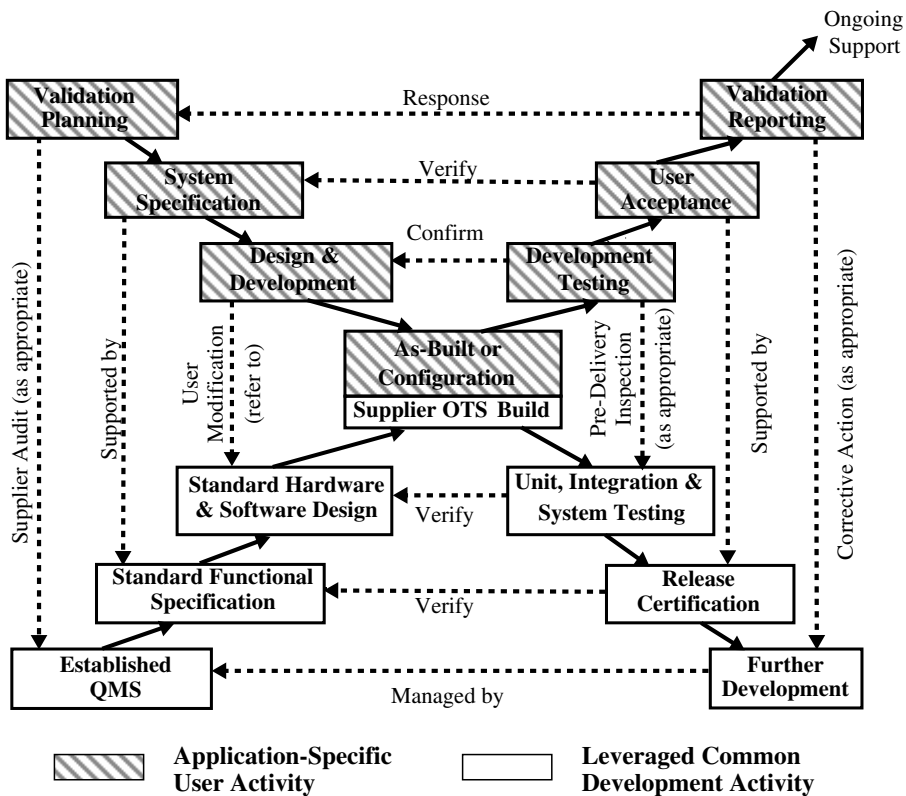 Ongoing
Support
Validation
Planning
Response
Validation
Reporting
System
Specification
Verify
User
Acceptance
Design &
Development
Confirm
Development
Testing
As-Built or
Configuration
Supplier OTS Build
Supplier Audit (as appropriate)
Supported by
User
Modification
(refer to)
Pre-Delivery
Inspection
(as appropriate)
Supported by
Corrective Action (as appropriate)
Standard Hardware
& Software Design
Verify
Unit, Integration &
System Testing
Standard Functional
Specification
Verify
Release
Certification
Established
QMS
Managed by
Further
Development
Application-Specific
User Activity
Leveraged Common
Development Activity